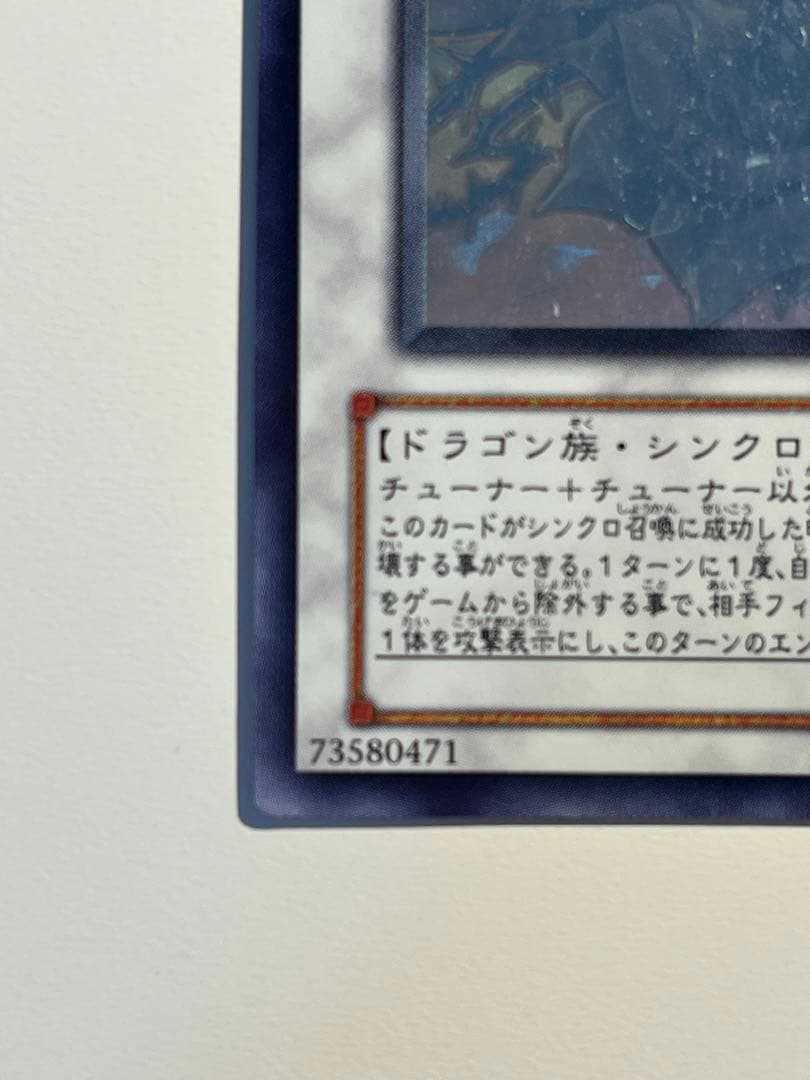 【ドラゴン族・シンクロ
チューナー＋チューナー以
このカードがシンクロ召喚に成功した
壊する事ができる。1ターンに1度、自
をゲームから除外する事で、相手フィ
1体を攻撃表示にし、このターンのエン
73580471